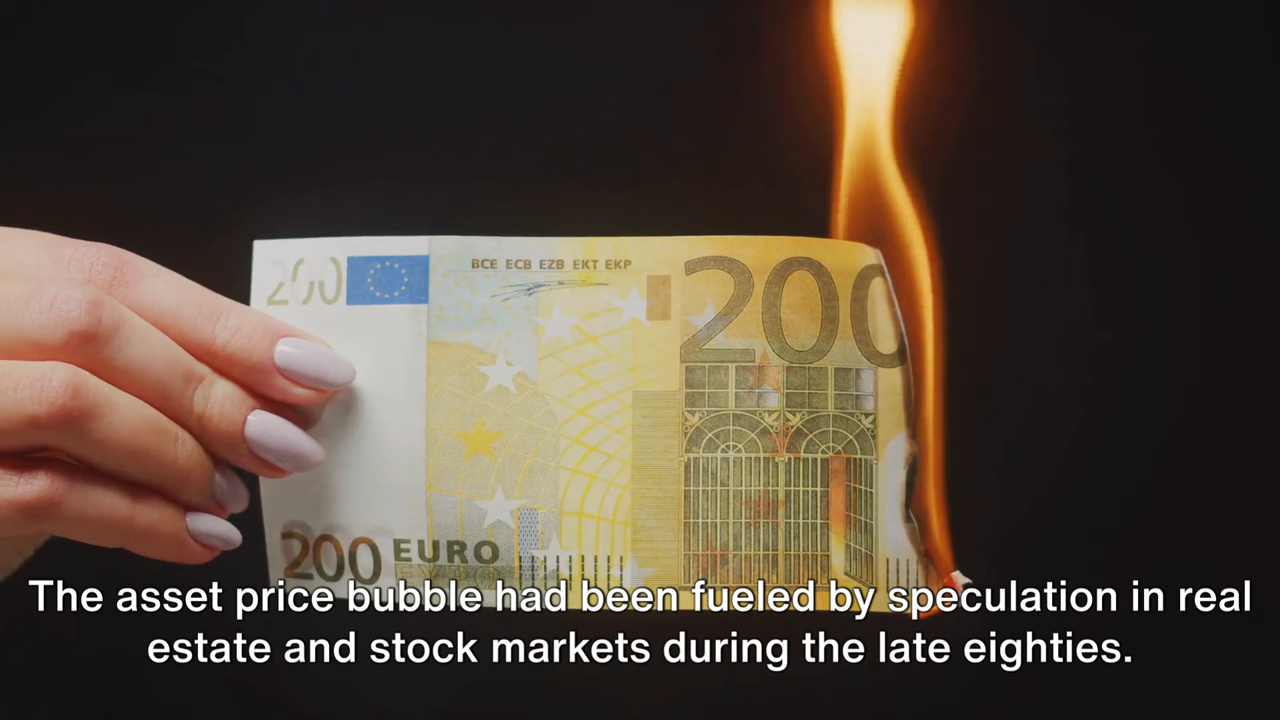 200
BCE ECB EZB EKT EKP
200
200 EURO
The asset price bubble had been fueled by speculation in real
estate and stock markets during the late eighties.